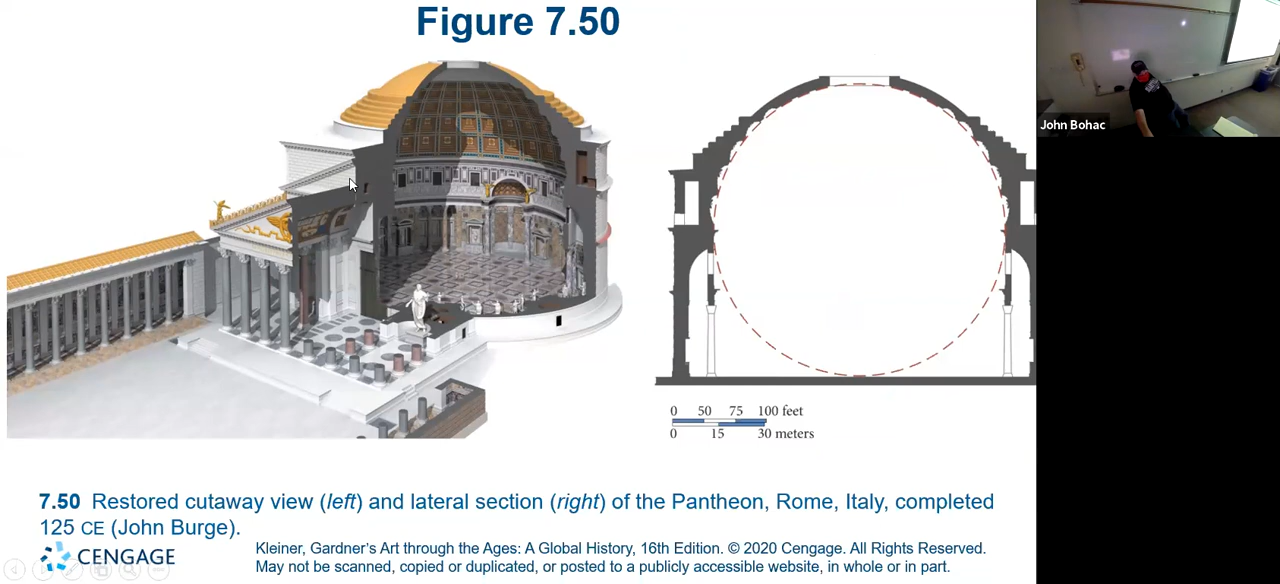 Figure 7.50
John Bohac
0 50 75 100 feet
0 15 30 meters
7.50 Restored cutaway view (left) and lateral section (right) of the Pantheon, Rome, Italy, completed
125 CE (John Burge).
CENGAGE
Kleiner, Gardner’s Art through the Ages: A Global History, 16th Edition. © 2020 Cengage. All Rights Reserved.
May not be scanned, copied or duplicated, or posted to a publicly accessible website, in whole or in part.